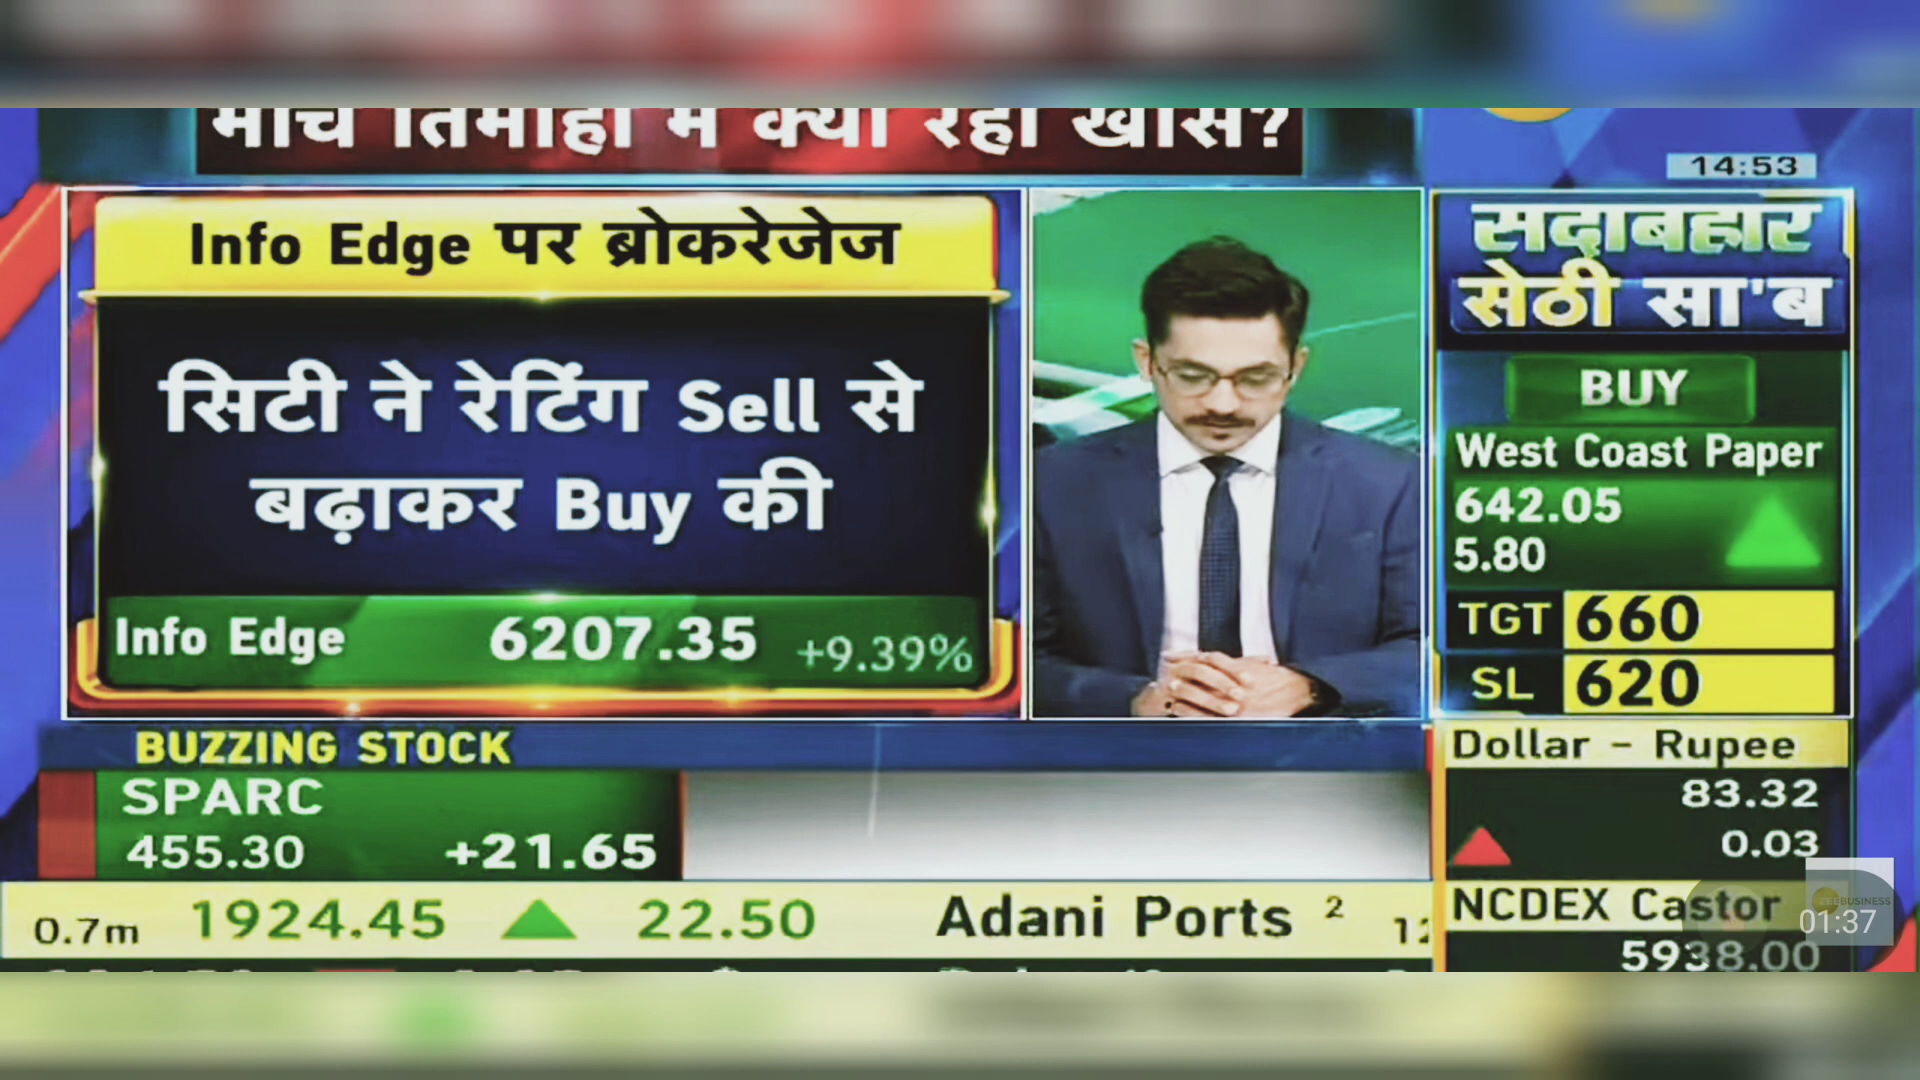 मार्च तिमाही में क्या रहा खास?
14:53
Info Edge पर ब्रोकरेजेज
सिटी ने रेटिंग Sell से
बढ़ाकर Buy की
Info Edge 6207.35 +9.39%
सदाबहार
सेठी सा'ब
BUY
West Coast Paper
642.05
5.80
TGT 660
SL 620
BUZZING STOCK
SPARC
455.30 +21.65
Dollar - Rupee
83.32
0.03
0.7m 1924.45 22.50 Adani Ports 2
NCDEX Castor
5938.00
ZEEBUSINESS
01:37